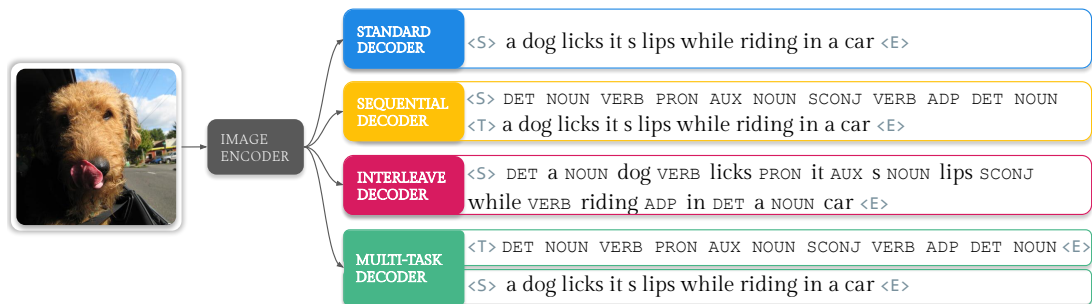 IMAGE
ENCODER
STANDARD
DECODER
<S> a dog licks it s lips while riding in a car <E>
SEQUENTIAL
DECODER
<S> DET NOUN VERB PRON AUX NOUN SCONJ VERB ADP DET NOUN
<T> a dog licks it s lips while riding in a car <E>
INTERLEAVE
DECODER
<S> DET a NOUN dog VERB licks PRON it AUX s NOUN lips SCONJ
while VERB riding ADP in DET a NOUN car <E>
MULTI-TASK
DECODER
<T> DET NOUN VERB PRON AUX NOUN SCONJ VERB ADP DET NOUN <E>
<S> a dog licks it s lips while riding in a car <E>